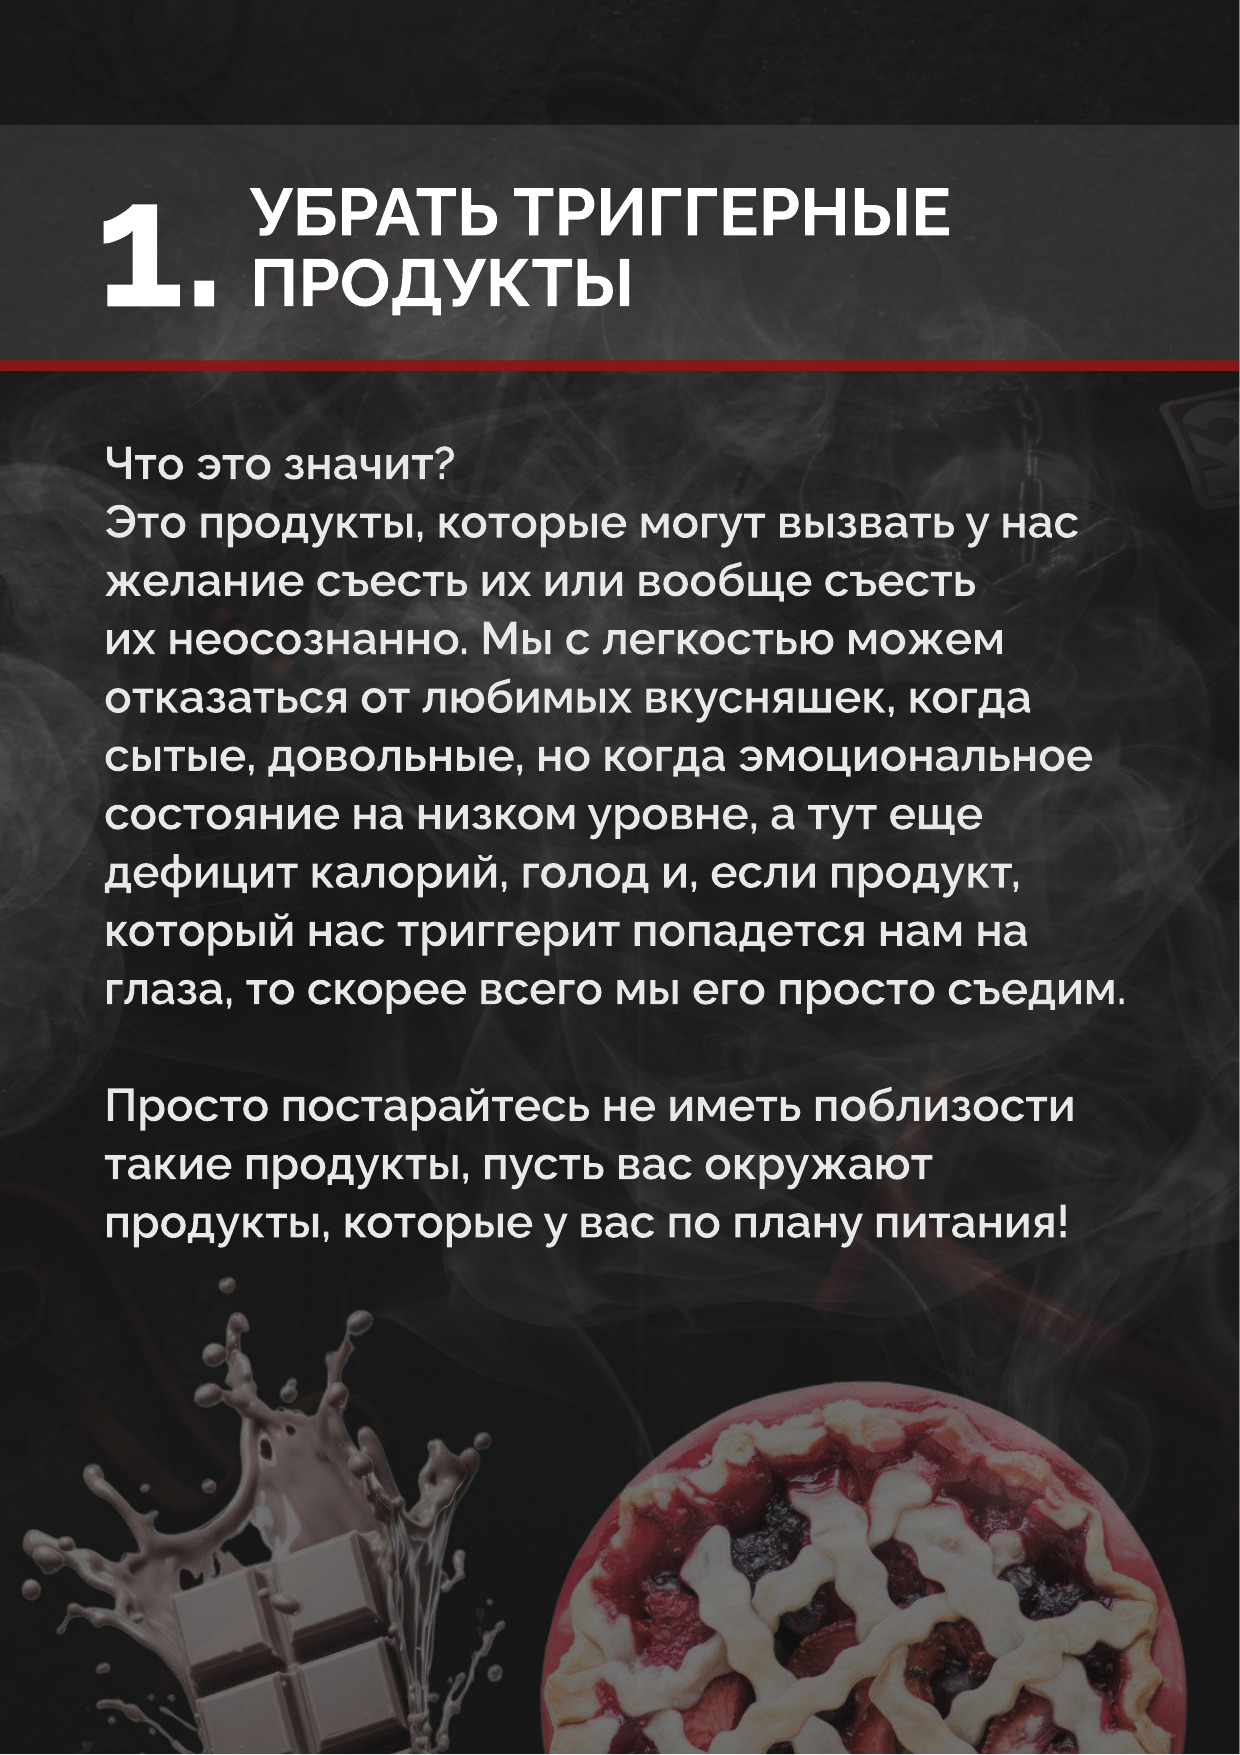 1. УБРАТЬ ТРИГГЕРНЫЕ
ПРОДУКТЫ
Что это значит?
Это продукты, которые могут вызвать у нас
желание съесть их или вообще съесть
их неосознанно. Мы с легкостью можем
отказаться от любимых вкусняшек, когда
сытые, довольные, но когда эмоциональное
состояние на низком уровне, а тут еще
дефицит калорий, голод и, если продукт,
который нас триггерит попадется нам на
глаза, то скорее всего мы его просто съедим.
Просто постарайтесь не иметь поблизости
такие продукты, пусть вас окружают
продукты, которые у вас по плану питания!